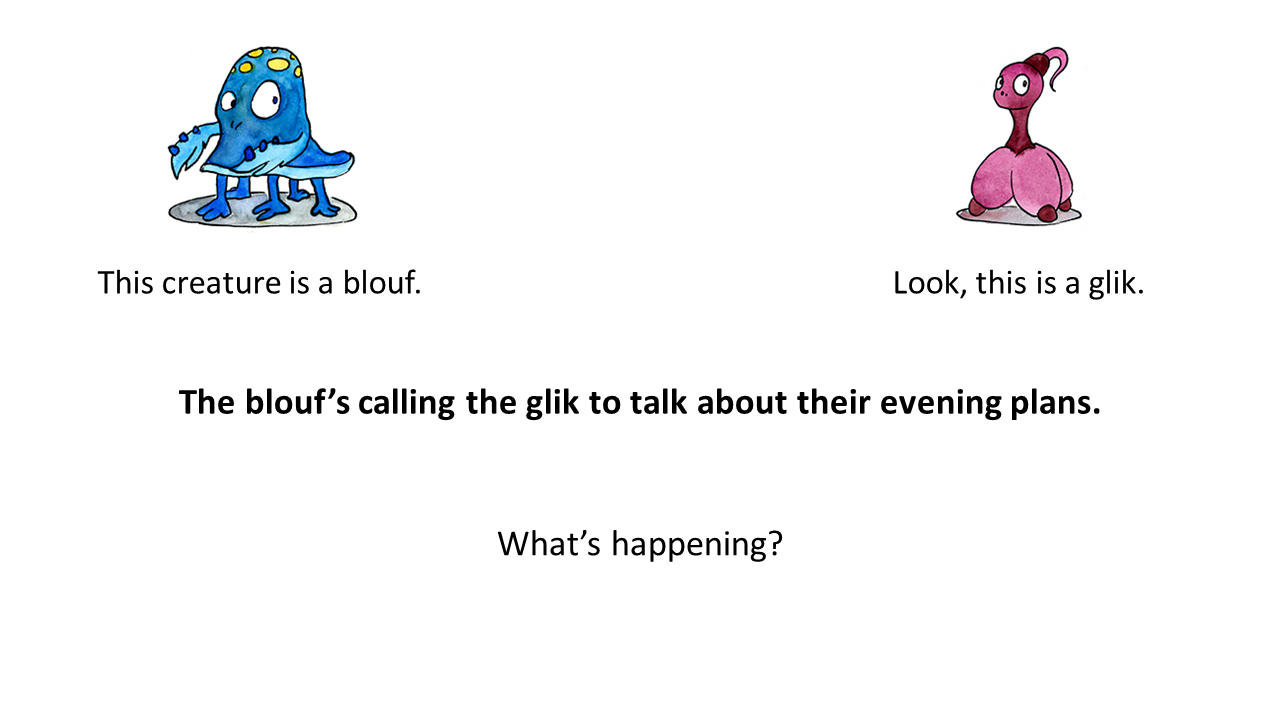 This creature is a blouf.
Look, this is a glik.
The blouf’s calling the glik to talk about their evening plans.
What’s happening?